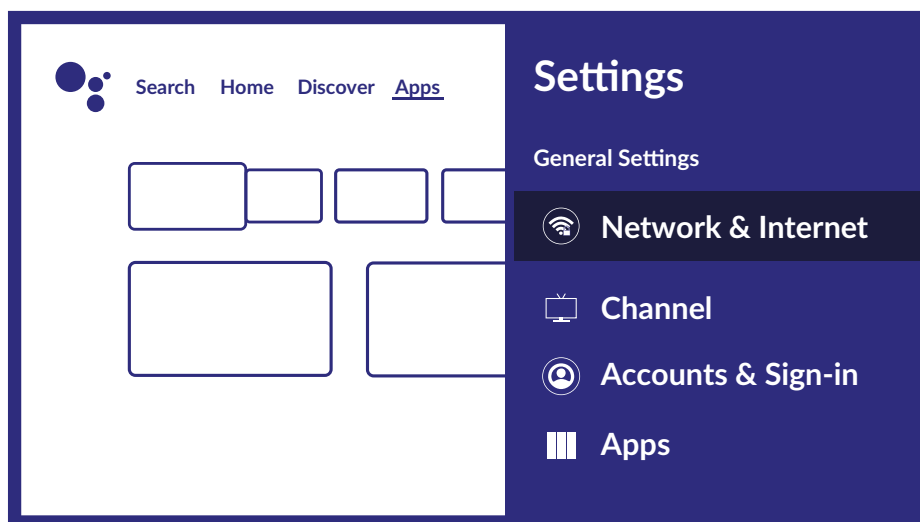 Search Home Discover Apps
Settings
General Settings
Network & Internet
Channel
Accounts & Sign-in
Apps